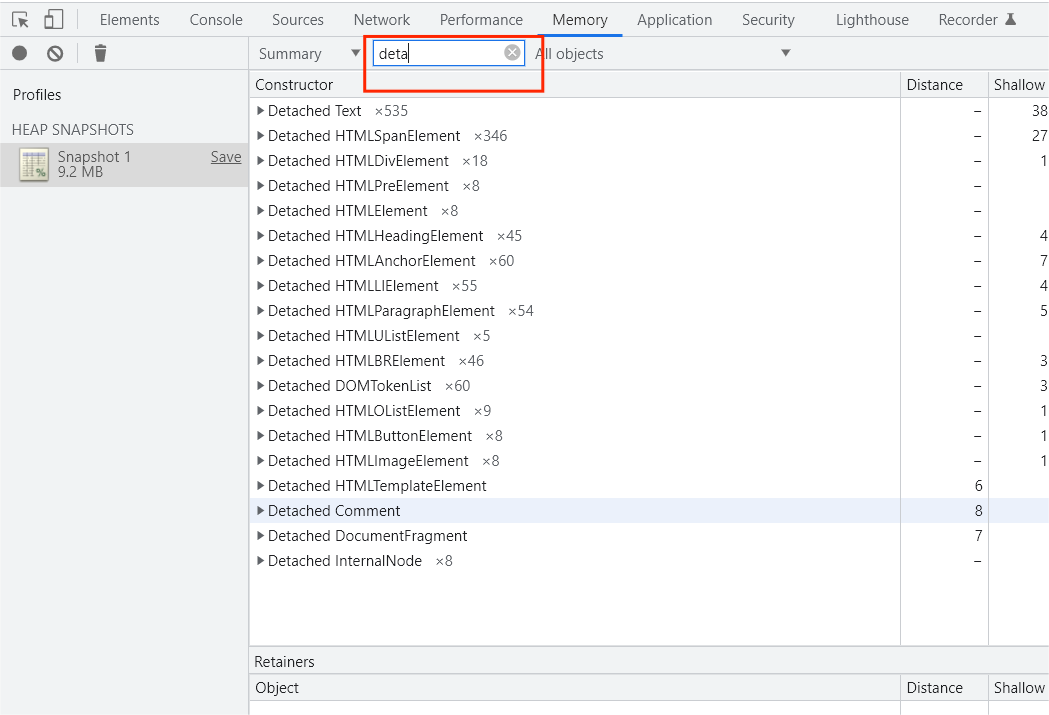 Elements Console Sources Network Performance Memory Application Security Lighthouse Recorder
Summary deta All objects
Profiles
HEAP SNAPSHOTS
Snapshot 1 Save
9.2 MB
Constructor Distance Shallow
Detached Text ×535 – 38
Detached HTMLSpanElement ×346 – 27
Detached HTMLDivElement ×18 – 1
Detached HTMLPreElement ×8 –
Detached HTMLElement ×8 –
Detached HTMLHeadingElement ×45 – 4
Detached HTMLAnchorElement ×60 – 7
Detached HTMLLIElement ×55 – 4
Detached HTMLParagraphElement ×54 – 5
Detached HTMLUListElement ×5 –
Detached HTMLBRElement ×46 – 3
Detached DOMTokenList ×60 – 3
Detached HTMLOListElement ×9 – 1
Detached HTMLButtonElement ×8 – 1
Detached HTMLImageElement ×8 – 1
Detached HTMLTemplateElement 6
Detached Comment 8
Detached DocumentFragment 7
Detached InternalNode ×8 –
Retainers
Object Distance Shallow